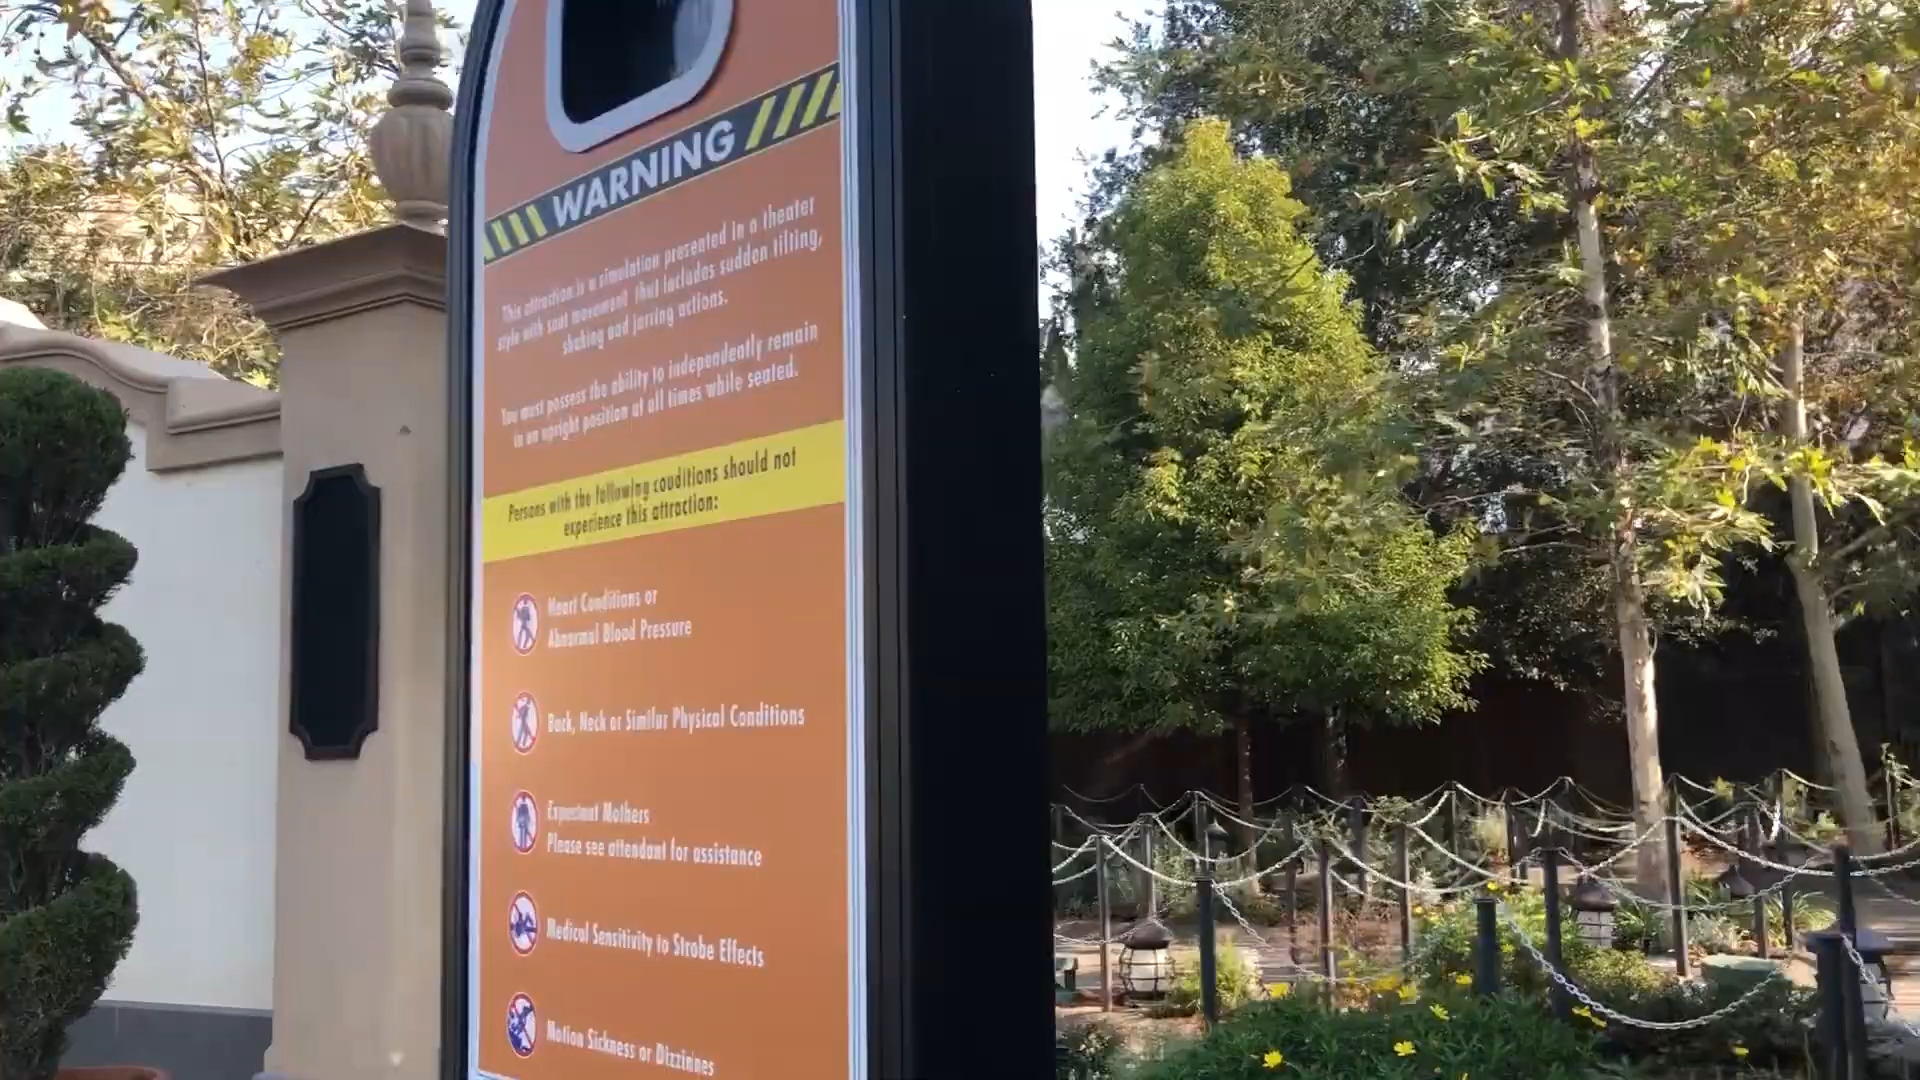 WARNING
This attraction is a simulation presented in a theater
style with seat movement that includes sudden tilting,
shaking and jarring actions.
You must possess the ability to independently remain
in an upright position at all times while seated.
Persons with the following conditions should not
experience this attraction:
Heart Conditions or
Abnormal Blood Pressure
Back, Neck or Similar Physical Conditions
Expectant Mothers
Please see attendant for assistance
Medical Sensitivity to Strobe Effects
Motion Sickness or Dizziness